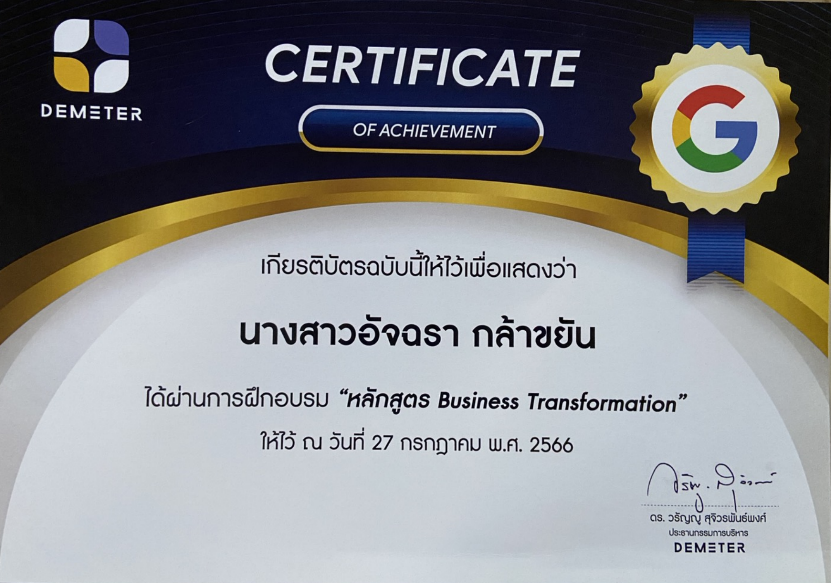 DEMETER
CERTIFICATE
OF ACHIEVEMENT
เกียรติบัตรฉบับนี้ให้ไว้เพื่อแสดงว่า
นางสาวอัจฉรา กล้าขยัน
ได้ผ่านการฝึกอบรม “หลักสูตร Business Transformation”
ให้ไว้ ณ วันที่ 27 กรกฎาคม พ.ศ. 2566
ดร. วรัญญู สุจิวรพันธ์พงศ์
ประธานกรรมการบริหาร
DEMETER